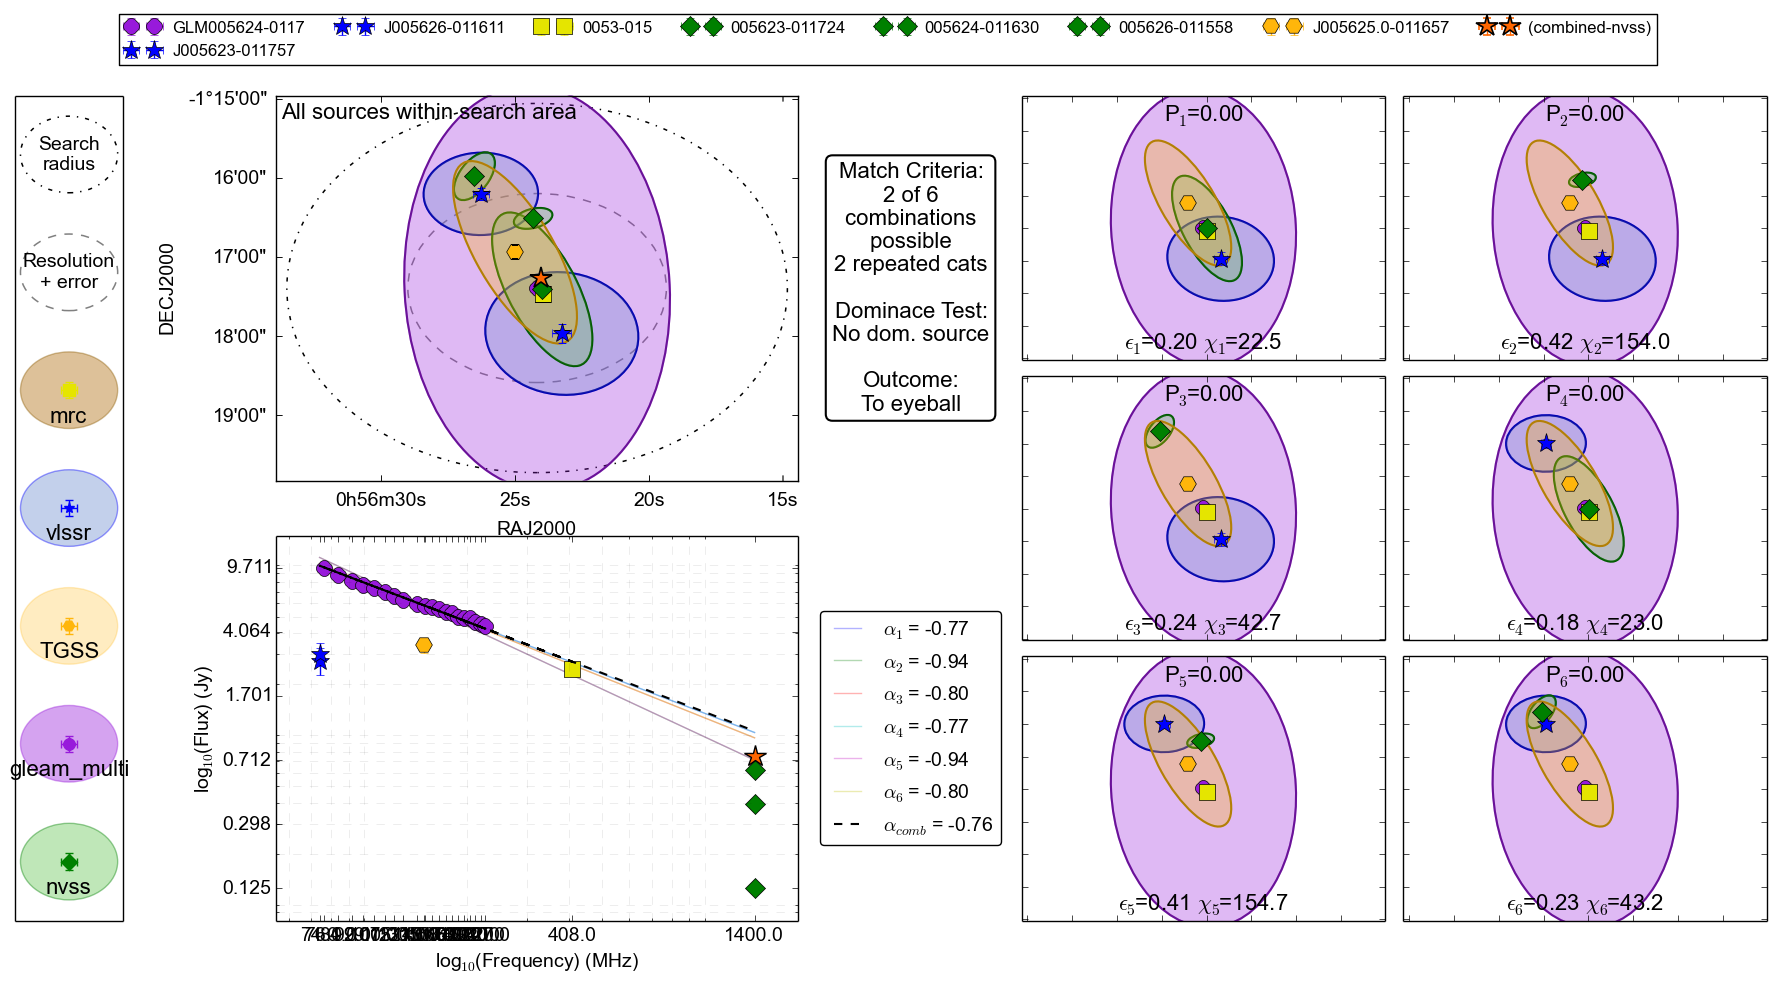 GLM005624-0117
J005626-011611
0053-015
005623-011724
005624-011630
005626-011558
J005625.0-011657
(combined-nvss)
J005623-011757
Search
radius
Resolution
+ error
mrc
vlssr
TGSS
gleam_multi
nvss
All sources within search area
-1°15'00"
16'00"
17'00"
18'00"
19'00"
DECJ2000
0h56m30s
25s
20s
15s
RAJ2000
Match Criteria:
2 of 6
combinations
possible
2 repeated cats
Dominace Test:
No dom. source
Outcome:
To eyeball
9.711
4.064
1.701
0.712
0.298
0.125
log10(Flux) (Jy)
408.0
1400.0
log10(Frequency) (MHz)
α1 = -0.77
α2 = -0.94
α3 = -0.80
α4 = -0.77
α5 = -0.94
α6 = -0.80
αcomb = -0.76
P1=0.00
ϵ1=0.20 χ1=22.5
P2=0.00
ϵ2=0.42 χ2=154.0
P3=0.00
ϵ3=0.24 χ3=42.7
P4=0.00
ϵ4=0.18 χ4=23.0
P5=0.00
ϵ5=0.41 χ5=154.7
P6=0.00
ϵ6=0.23 χ6=43.2